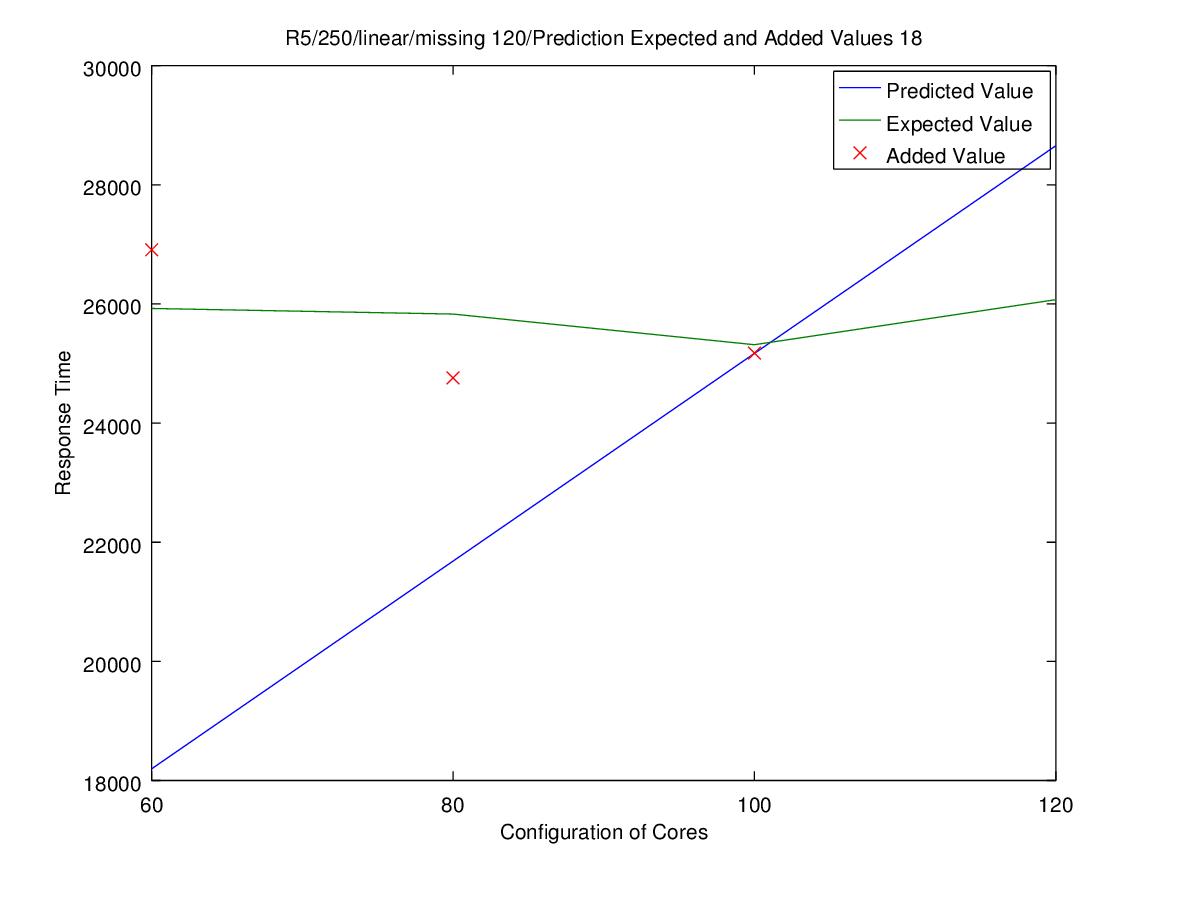 R5/250/linear/missing 120/Prediction Expected and Added Values 18
30000
28000
26000
24000
22000
20000
18000
Response Time
Predicted Value
Expected Value
Added Value
60
80
100
120
Configuration of Cores